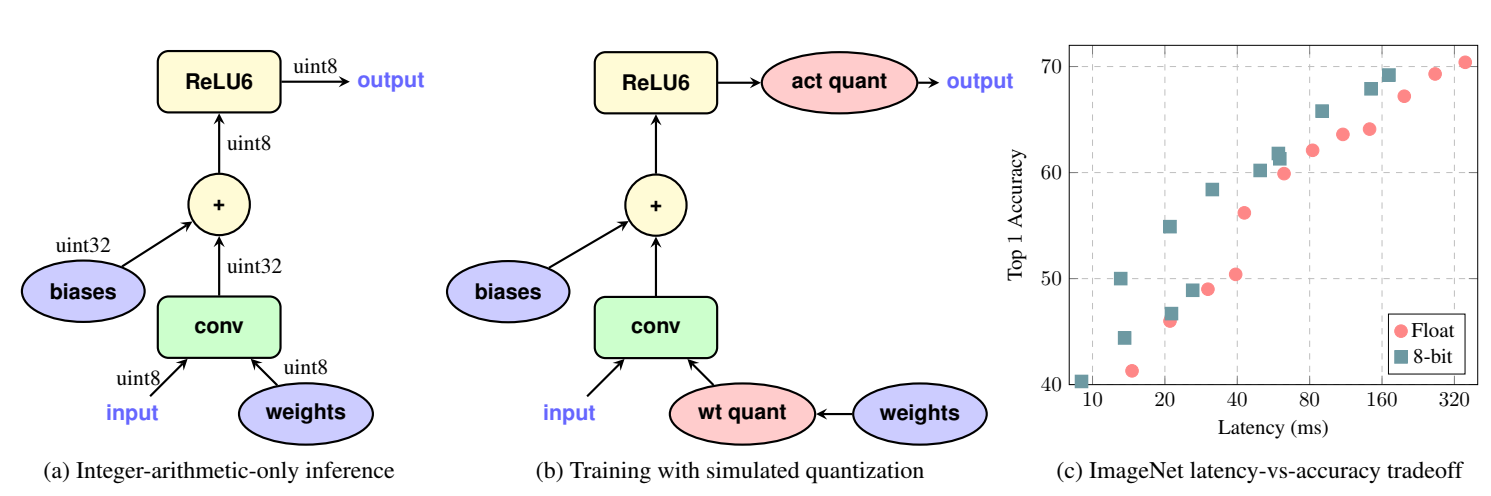 ReLU6
uint8
output
uint8
+
uint32
biases
uint32
conv
uint8
uint8
input
weights
(a) Integer-arithmetic-only inference
ReLU6
act quant
output
+
biases
conv
input
wt quant
weights
(b) Training with simulated quantization
70
60
50
40
Top 1 Accuracy
Float
8-bit
10 20 40 80 160 320
Latency (ms)
(c) ImageNet latency-vs-accuracy tradeoff